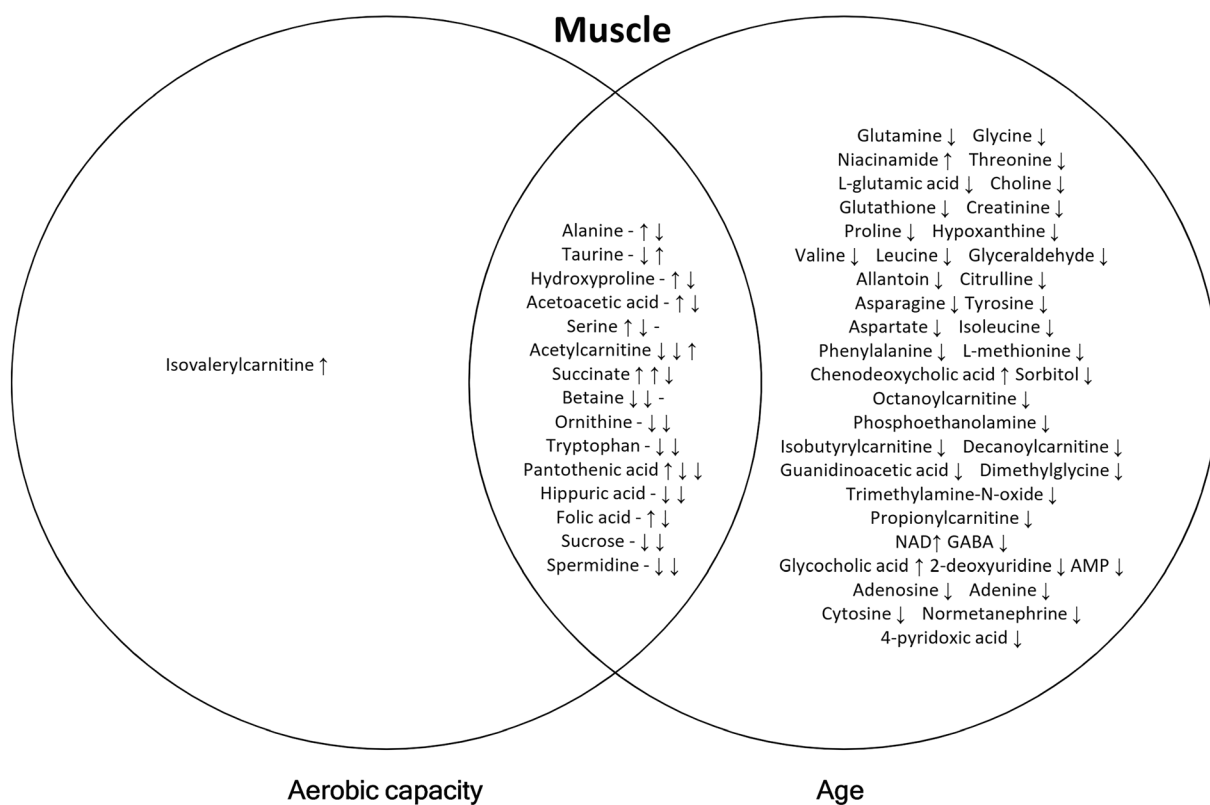 Muscle
Glutamine ↓ Glycine ↓
Niacinamide ↑ Threonine ↓
L-glutamic acid ↓ Choline ↓
Glutathione ↓ Creatinine ↓
Proline ↓ Hypoxanthine ↓
Valine ↓ Leucine ↓ Glyceraldehyde ↓
Allantoin ↓ Citrulline ↓
Asparagine ↓ Tyrosine ↓
Aspartate ↓ Isoleucine ↓
Phenylalanine ↓ L-methionine ↓
Chenodeoxycholic acid ↑ Sorbitol ↓
Octanoylcarnitine ↓
Phosphoethanolamine ↓
Isobutyrylcarnitine ↓ Decanoylcarnitine ↓
Guanidinoacetic acid ↓ Dimethylglycine ↓
Trimethylamine-N-oxide ↓
Propionylcarnitine ↓
NAD↑ GABA ↓
Glycocholic acid ↑ 2-deoxyuridine ↓ AMP ↓
Adenosine ↓ Adenine ↓
Cytosine ↓ Normetanephrine ↓
4-pyridoxic acid ↓
Alanine - ↑ ↓
Taurine - ↓ ↑
Hydroxyproline - ↑ ↓
Acetoacetic acid - ↑ ↓
Serine ↑ ↓ -
Acetylcarnitine ↓ ↓ ↑
Succinate ↑ ↑ ↓
Betaine ↓ ↓ -
Ornithine - ↓ ↓
Tryptophan - ↓ ↓
Pantothenic acid ↑ ↓ ↓
Hippuric acid - ↓ ↓
Folic acid - ↑ ↓
Sucrose - ↓ ↓
Spermidine - ↓ ↓
Isovalerylcarnitine ↑
Aerobic capacity
Age